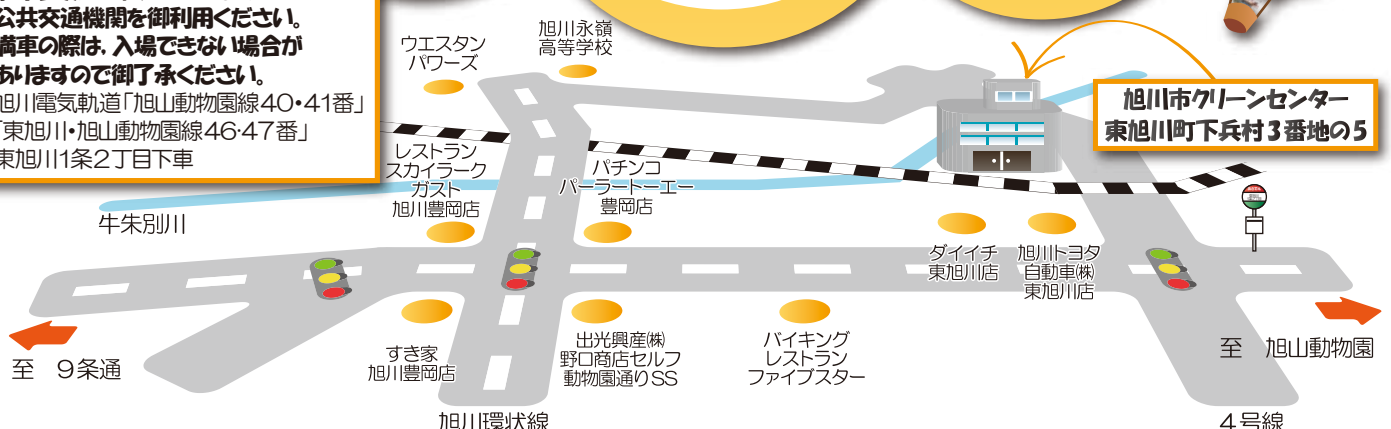 公共交通機関を御利用ください。
満車の際は、入場できない場合が
ありますので御了承ください。
旭川電気軌道「旭山動物園線40・41番」
「東旭川・旭山動物園線46・47番」
東旭川1条2丁目下車
ウエスタン
パワーズ
旭川永嶺
高等学校
旭川市クリーンセンター
東旭川町下兵村3番地の5
レストラン
スカイラーク
ガスト
旭川豊岡店
パチンコ
パーラートーエー
豊岡店
牛朱別川
ダイイチ
東旭川店
旭川トヨタ
自動車㈱
東旭川店
至 9条通
すき家
旭川豊岡店
出光興産㈱
野口商店セルフ
動物園通りSS
バイキング
レストラン
ファイブスター
至 旭山動物園
旭川環状線
4号線